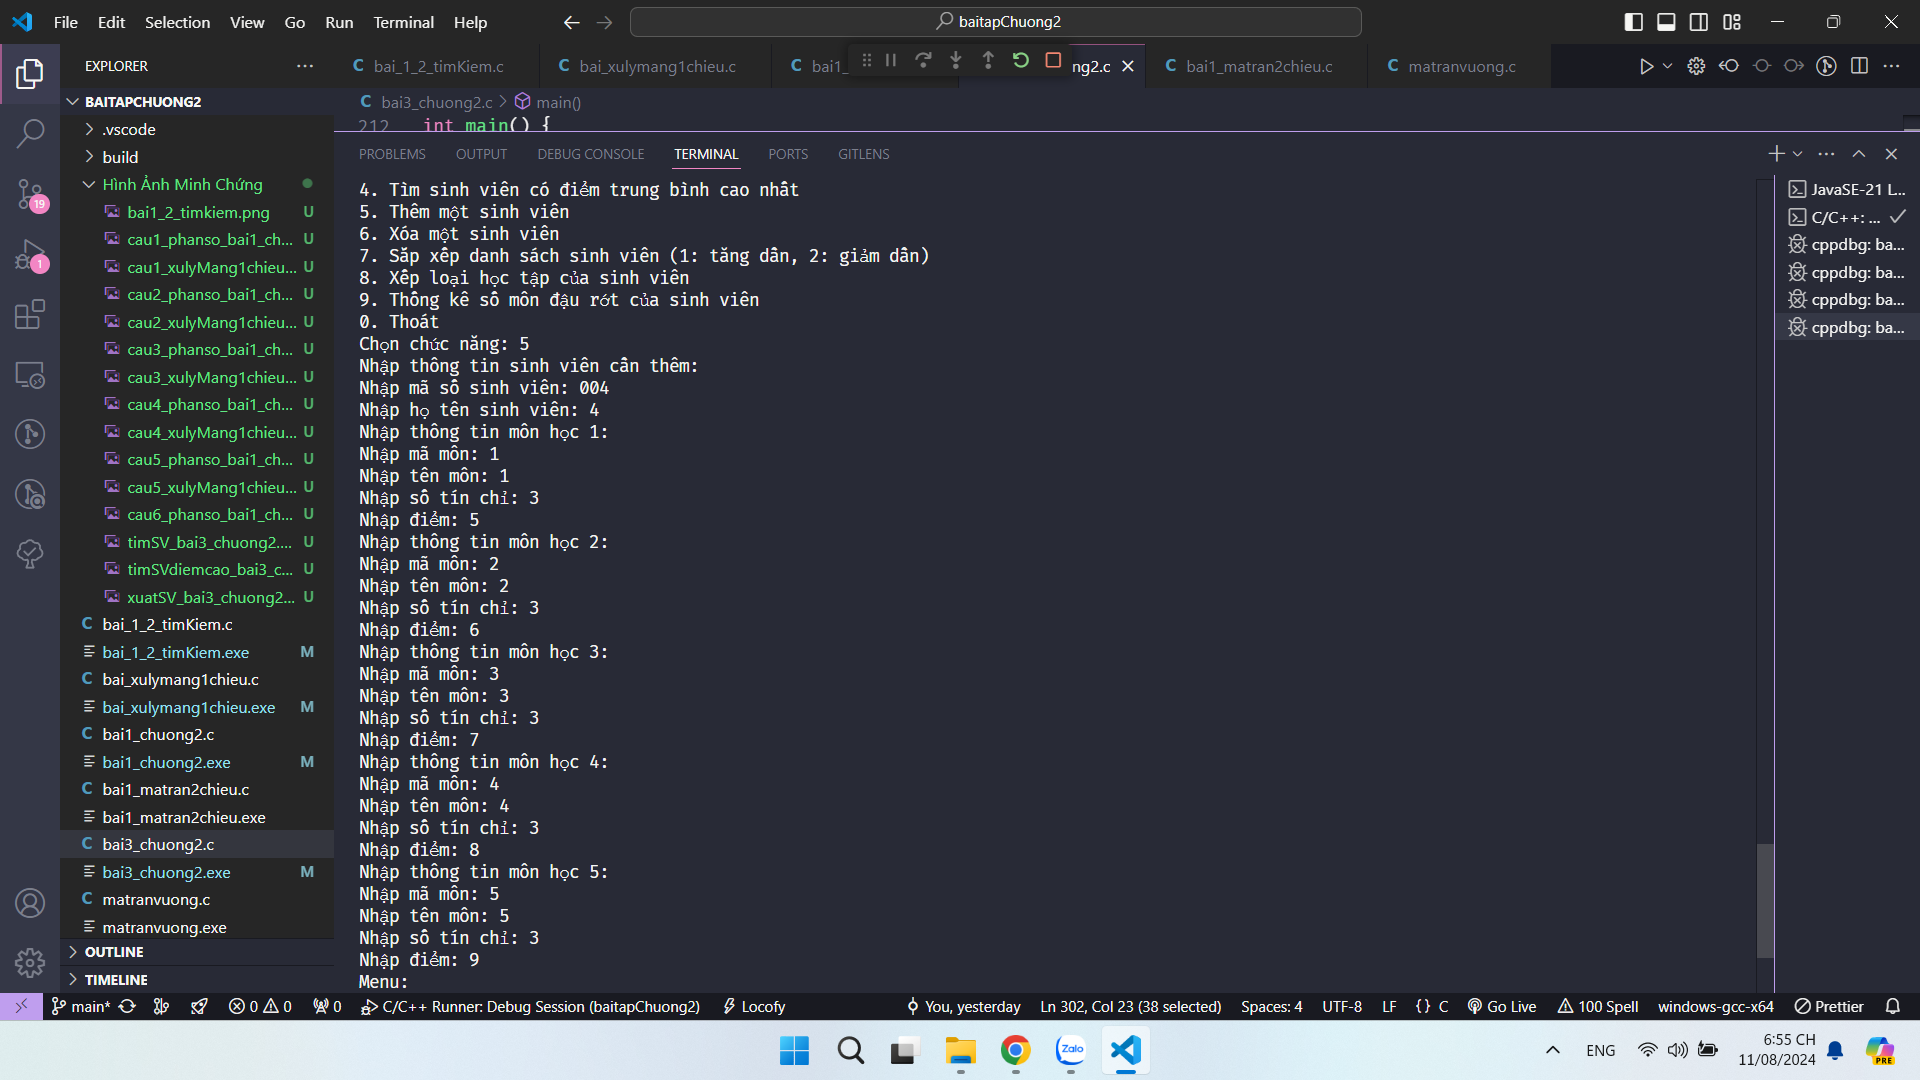 File Edit Selection View Go Run Terminal Help
baitapChuong2
EXPLORER
bai_1_2_timKiem.c
bai_xulymang1chieu.c
bai1_
ng2.c
bai1_matran2chieu.c
matranvuong.c
BAITAPCHUONG2
.vscode
build
Hình Ảnh Minh Chứng
bai1_2_timkiem.png U
cau1_phanso_bai1_ch... U
cau1_xulyMang1chieu... U
cau2_phanso_bai1_ch... U
cau2_xulyMang1chieu... U
cau3_phanso_bai1_ch... U
cau3_xulyMang1chieu... U
cau4_phanso_bai1_ch... U
cau4_xulyMang1chieu... U
cau5_phanso_bai1_ch... U
cau5_xulyMang1chieu... U
cau6_phanso_bai1_ch... U
timSV_bai3_chuong2.... U
timSVdiemcao_bai3_c... U
xuatSV_bai3_chuong2... U
C bai_1_2_timKiem.c
bai_1_2_timKiem.exe M
C bai_xulymang1chieu.c
bai_xulymang1chieu.exe M
C bai1_chuong2.c
bai1_chuong2.exe M
C bai1_matran2chieu.c
bai1_matran2chieu.exe
C bai3_chuong2.c
bai3_chuong2.exe M
C matranvuong.c
matranvuong.exe
OUTLINE
TIMELINE
19
1
C bai3_chuong2.c > main()
212 int main() {
PROBLEMS OUTPUT DEBUG CONSOLE TERMINAL PORTS GITLENS
4. Tìm sinh viên có điểm trung bình cao nhất
5. Thêm một sinh viên
6. Xóa một sinh viên
7. Sắp xếp danh sách sinh viên (1: tăng dần, 2: giảm dần)
8. Xếp loại học tập của sinh viên
9. Thống kê số môn đậu rớt của sinh viên
0. Thoát
Chọn chức năng: 5
Nhập thông tin sinh viên cần thêm:
Nhập mã số sinh viên: 004
Nhập họ tên sinh viên: 4
Nhập thông tin môn học 1:
Nhập mã môn: 1
Nhập tên môn: 1
Nhập số tín chỉ: 3
Nhập điểm: 5
Nhập thông tin môn học 2:
Nhập mã môn: 2
Nhập tên môn: 2
Nhập số tín chỉ: 3
Nhập điểm: 6
Nhập thông tin môn học 3:
Nhập mã môn: 3
Nhập tên môn: 3
Nhập số tín chỉ: 3
Nhập điểm: 7
Nhập thông tin môn học 4:
Nhập mã môn: 4
Nhập tên môn: 4
Nhập số tín chỉ: 3
Nhập điểm: 8
Nhập thông tin môn học 5:
Nhập mã môn: 5
Nhập tên môn: 5
Nhập số tín chỉ: 3
Nhập điểm: 9
Menu:
JavaSE-21 L...
C/C++: ...
cppdbg: ba...
cppdbg: ba...
cppdbg: ba...
cppdbg: ba...
main* 0 0 0 C/C++ Runner: Debug Session (baitapChuong2) Locofy You, yesterday Ln 302, Col 23 (38 selected) Spaces: 4 UTF-8 LF {} C Go Live 100 Spell windows-gcc-x64 Prettier
Zalo
ENG
6:55 CH
11/08/2024
PRE